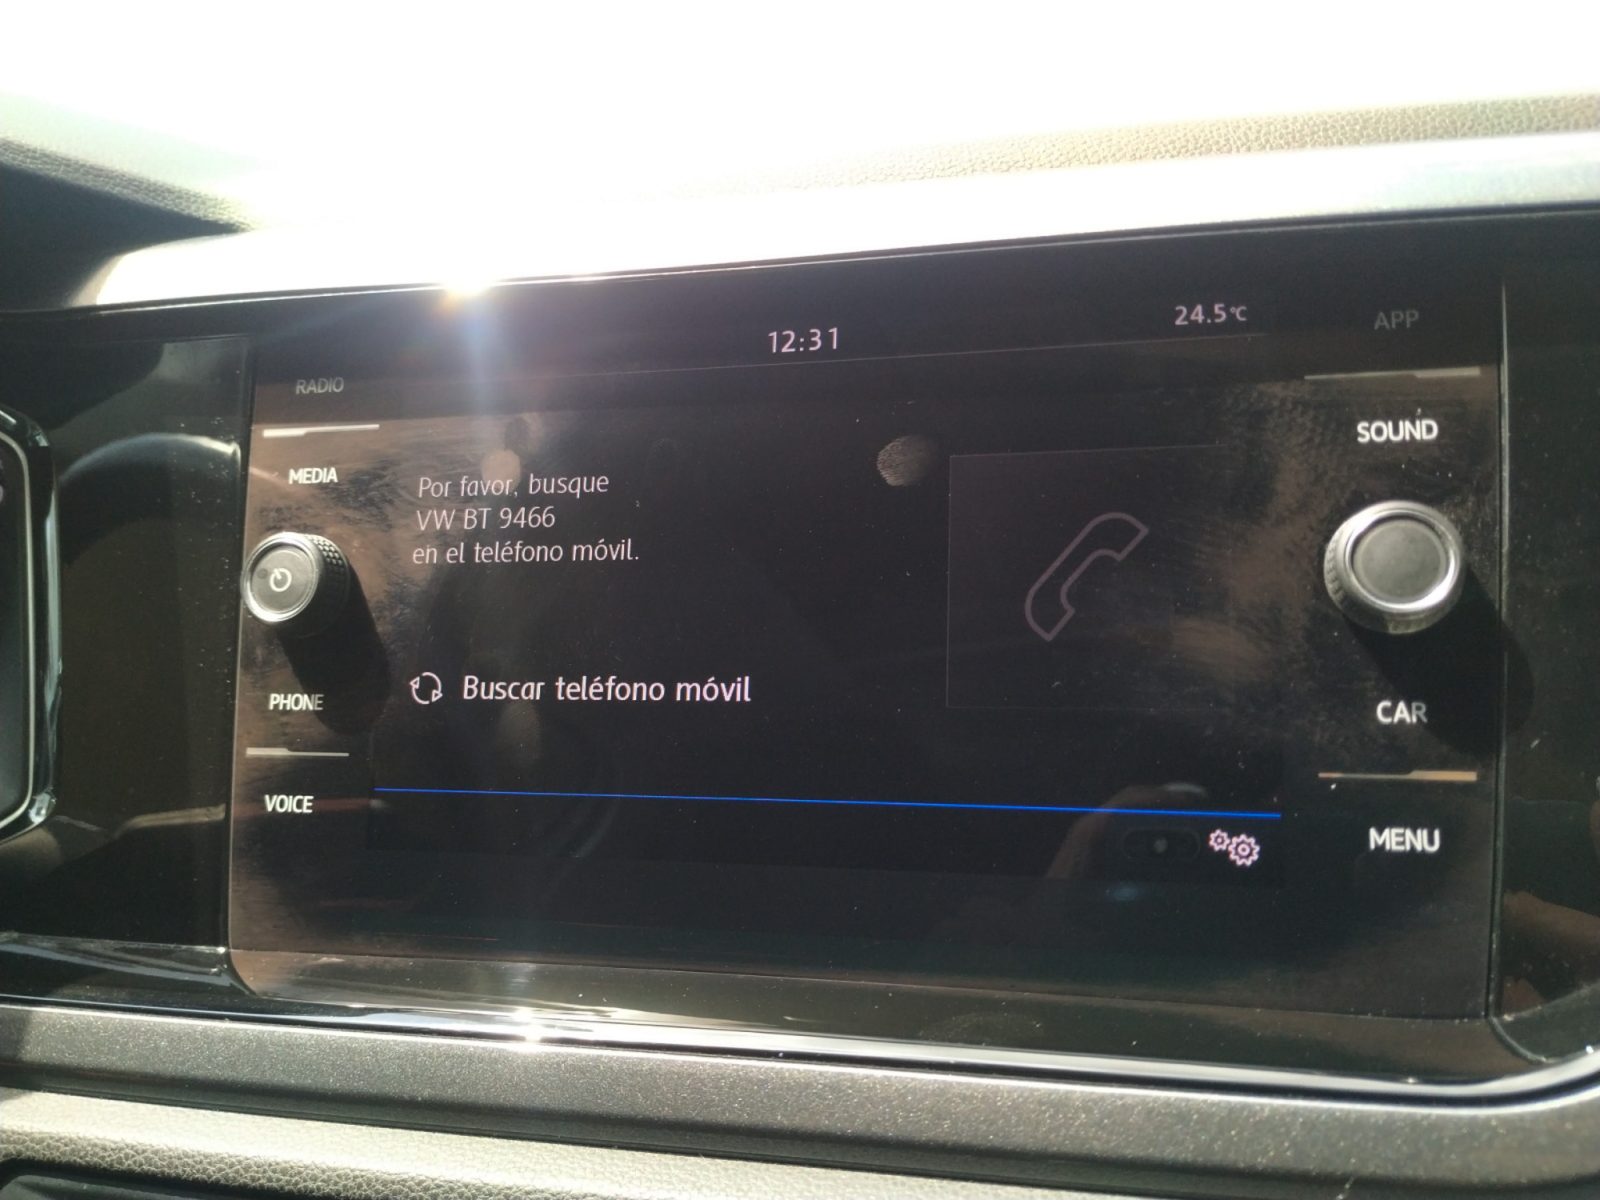 12:31
24.5°C
APP
RADIO
SOUND
MEDIA
Por favor, busque
VW BT 9466
en el teléfono móvil.
Buscar teléfono móvil
PHONE
CAR
VOICE
MENU